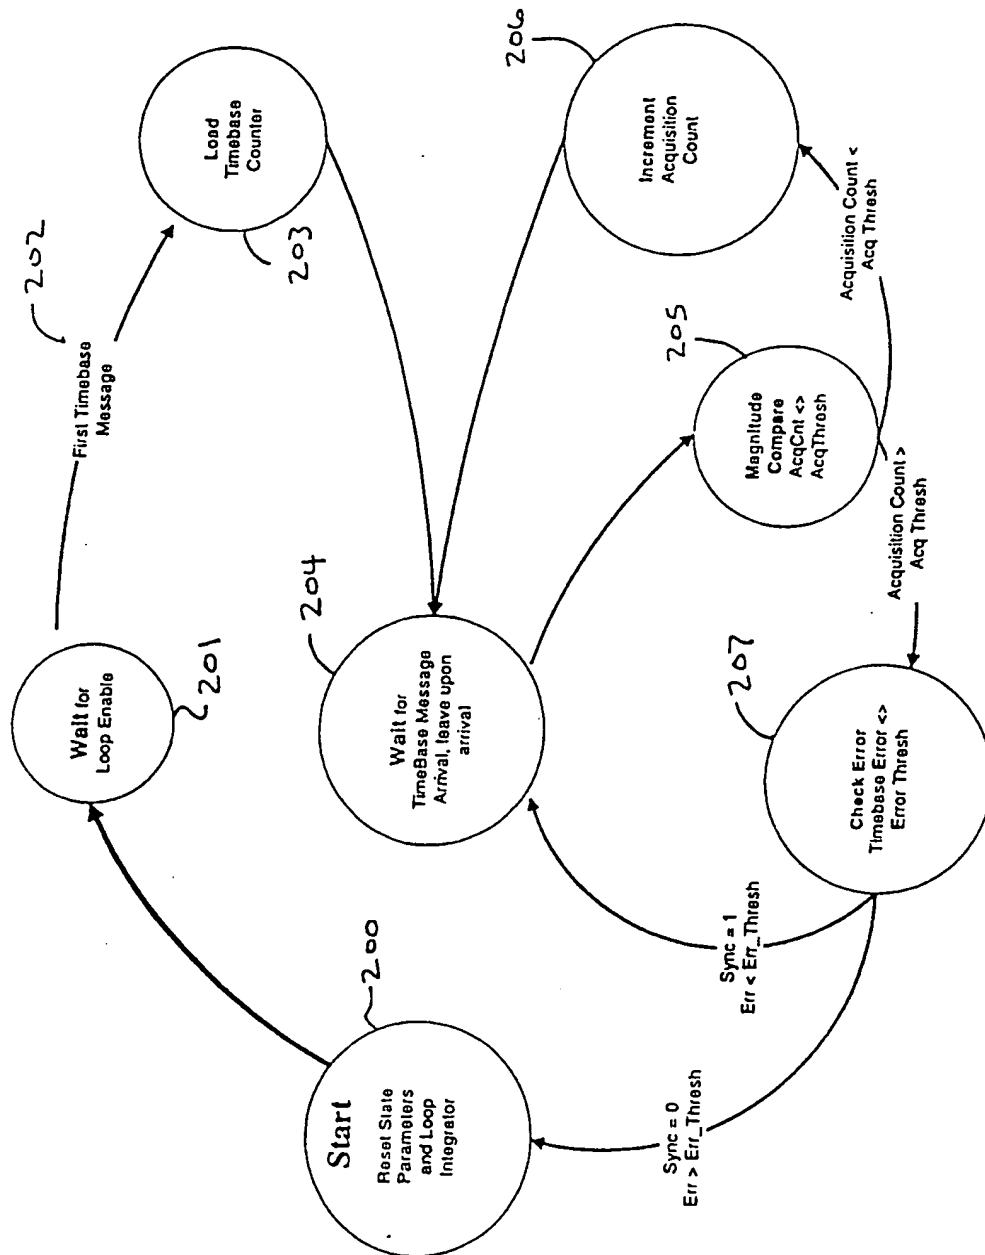 Start
Reset State
Parameters
and Loop
Integrator
200
Wait for
Loop Enable
201
First Timebase
Message
202
Load
Timebase
Counter
203
Wait for
TimeBase Message
Arrival, leave upon
arrival
204
Magnitude
Compare
AcqCnt <>
AcqThresh
205
Acquisition Count <
Acq Thresh
Increment
Acquisition
Count
206
Acquisition Count >
Acq Thresh
Check Error
Timebase Error <>
Error Thresh
207
Sync = 1
Err < Err_Thresh
Sync = 0
Err > Err_Thresh